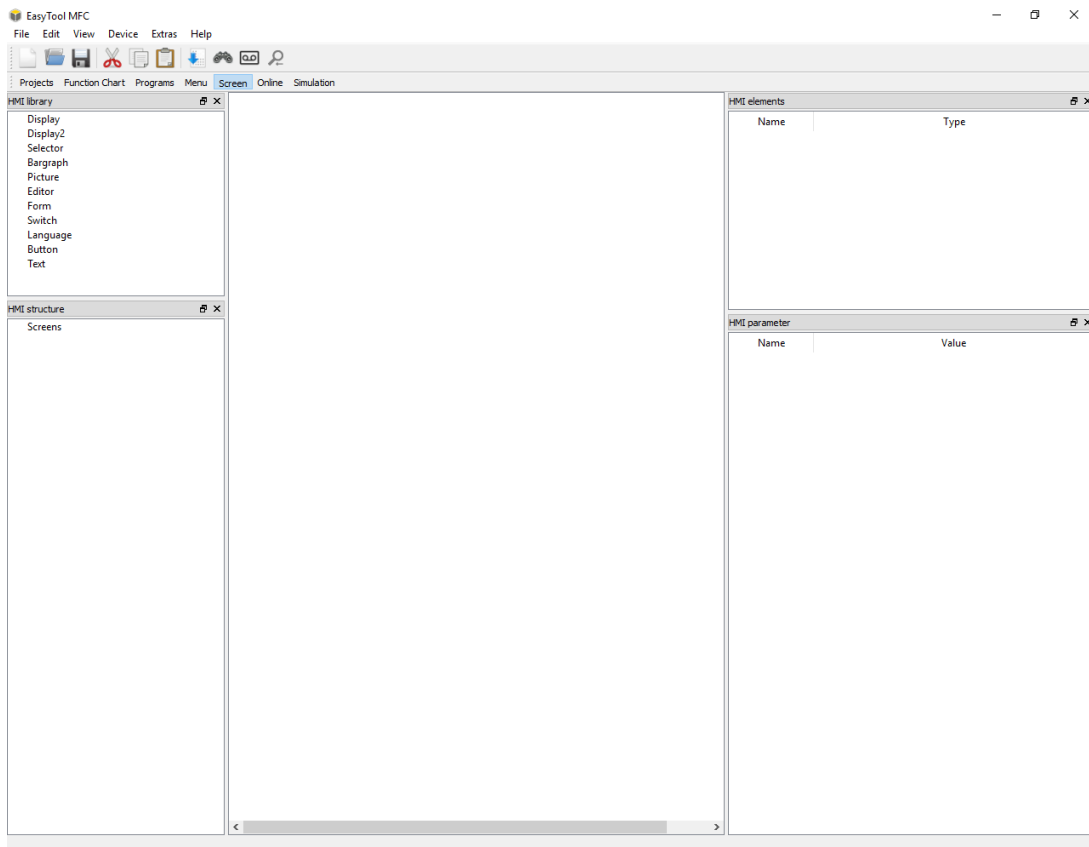 EasyTool MFC
File Edit View Device Extras Help
Projects Function Chart Programs Menu Screen Online Simulation
HMI library
Display
Display2
Selector
Bargraph
Picture
Editor
Form
Switch
Language
Button
Text
HMI structure
Screens
HMI elements
Name Type
HMI parameter
Name Value